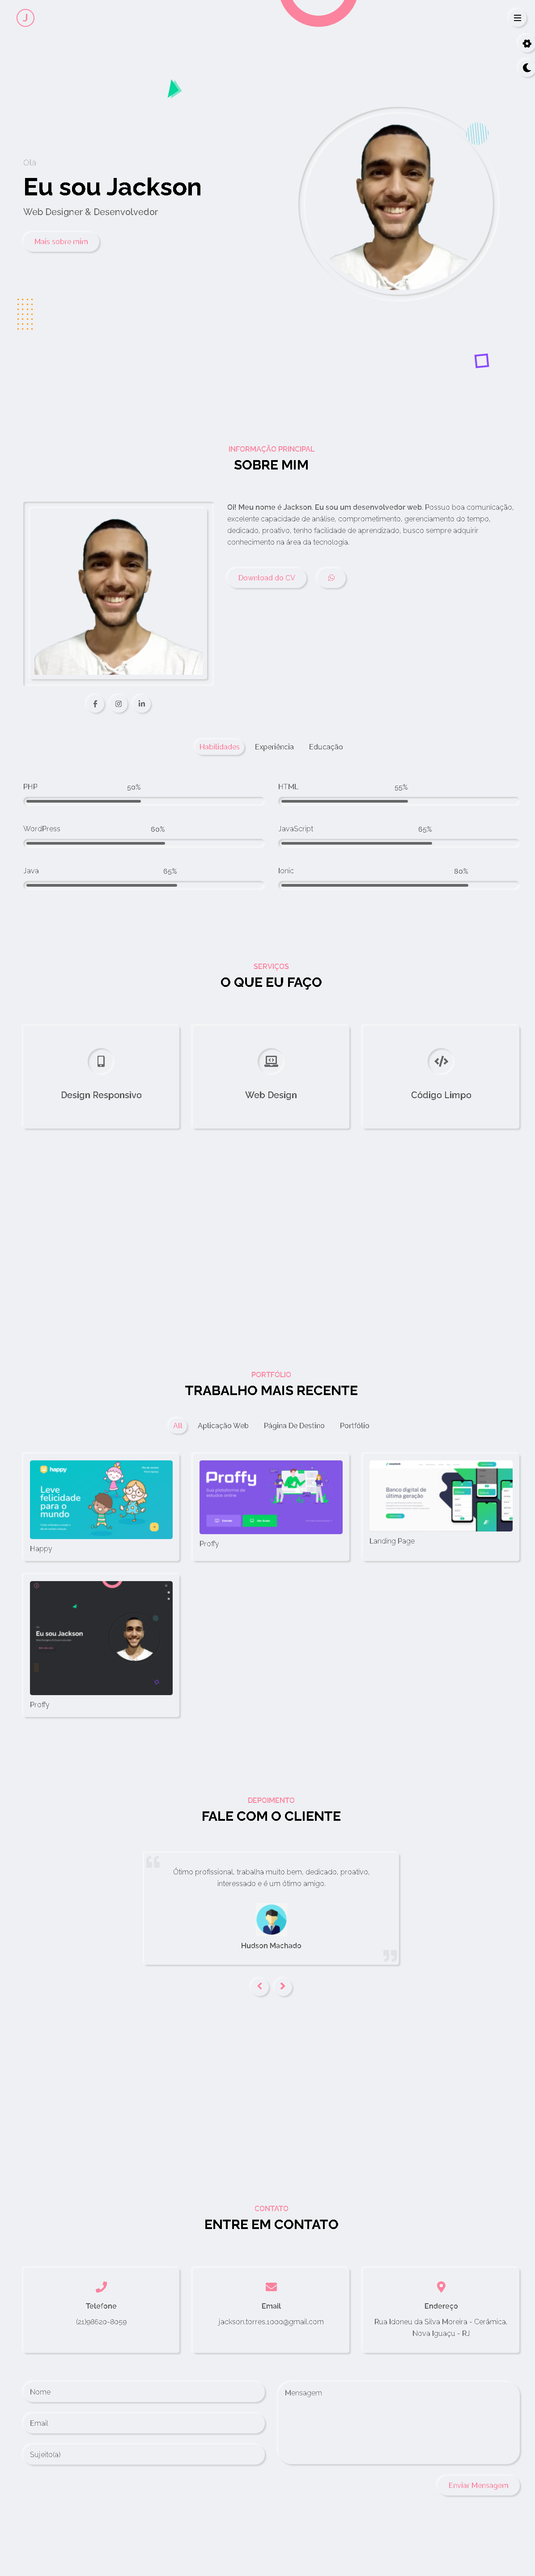 J
Ola
Eu sou Jackson
Web Designer & Desenvolvedor
Mais sobre mim
INFORMAÇÃO PRINCIPAL
SOBRE MIM
Oi! Meu nome é Jackson. Eu sou um desenvolvedor web. Possuo boa comunicação,
excelente capacidade de análise, comprometimento, gerenciamento do tempo,
dedicado, proativo, tenho facilidade de aprendizado, busco sempre adquirir
conhecimento na área da tecnologia.
Download do CV
Habilidades Experiência Educação
PHP 50%
HTML 55%
WordPress 60%
JavaScript 65%
Java 65%
Ionic 80%
SERVIÇOS
O QUE EU FAÇO
Design Responsivo
Web Design
Código Limpo
PORTFÓLIO
TRABALHO MAIS RECENTE
All Aplicação Web Página De Destino Portfólio
happy
Leve
felicidade
para o
mundo
Happy
Proffy
Sua plataforma de
estudos online
Proffy
Banco digital de
última geração
Landing Page
Eu sou Jackson
Proffy
DEPOIMENTO
FALE COM O CLIENTE
Ótimo profissional, trabalha muito bem, dedicado, proativo,
interessado e é um ótimo amigo.
Hudson Machado
CONTATO
ENTRE EM CONTATO
Telefone
(21)98620-8059
Email
jackson.torres.1000@gmail.com
Endereço
Rua Idoneu da Silva Moreira - Cerâmica,
Nova Iguaçu - RJ
Nome
Email
Sujeito(a)
Mensagem
Enviar Mensagem